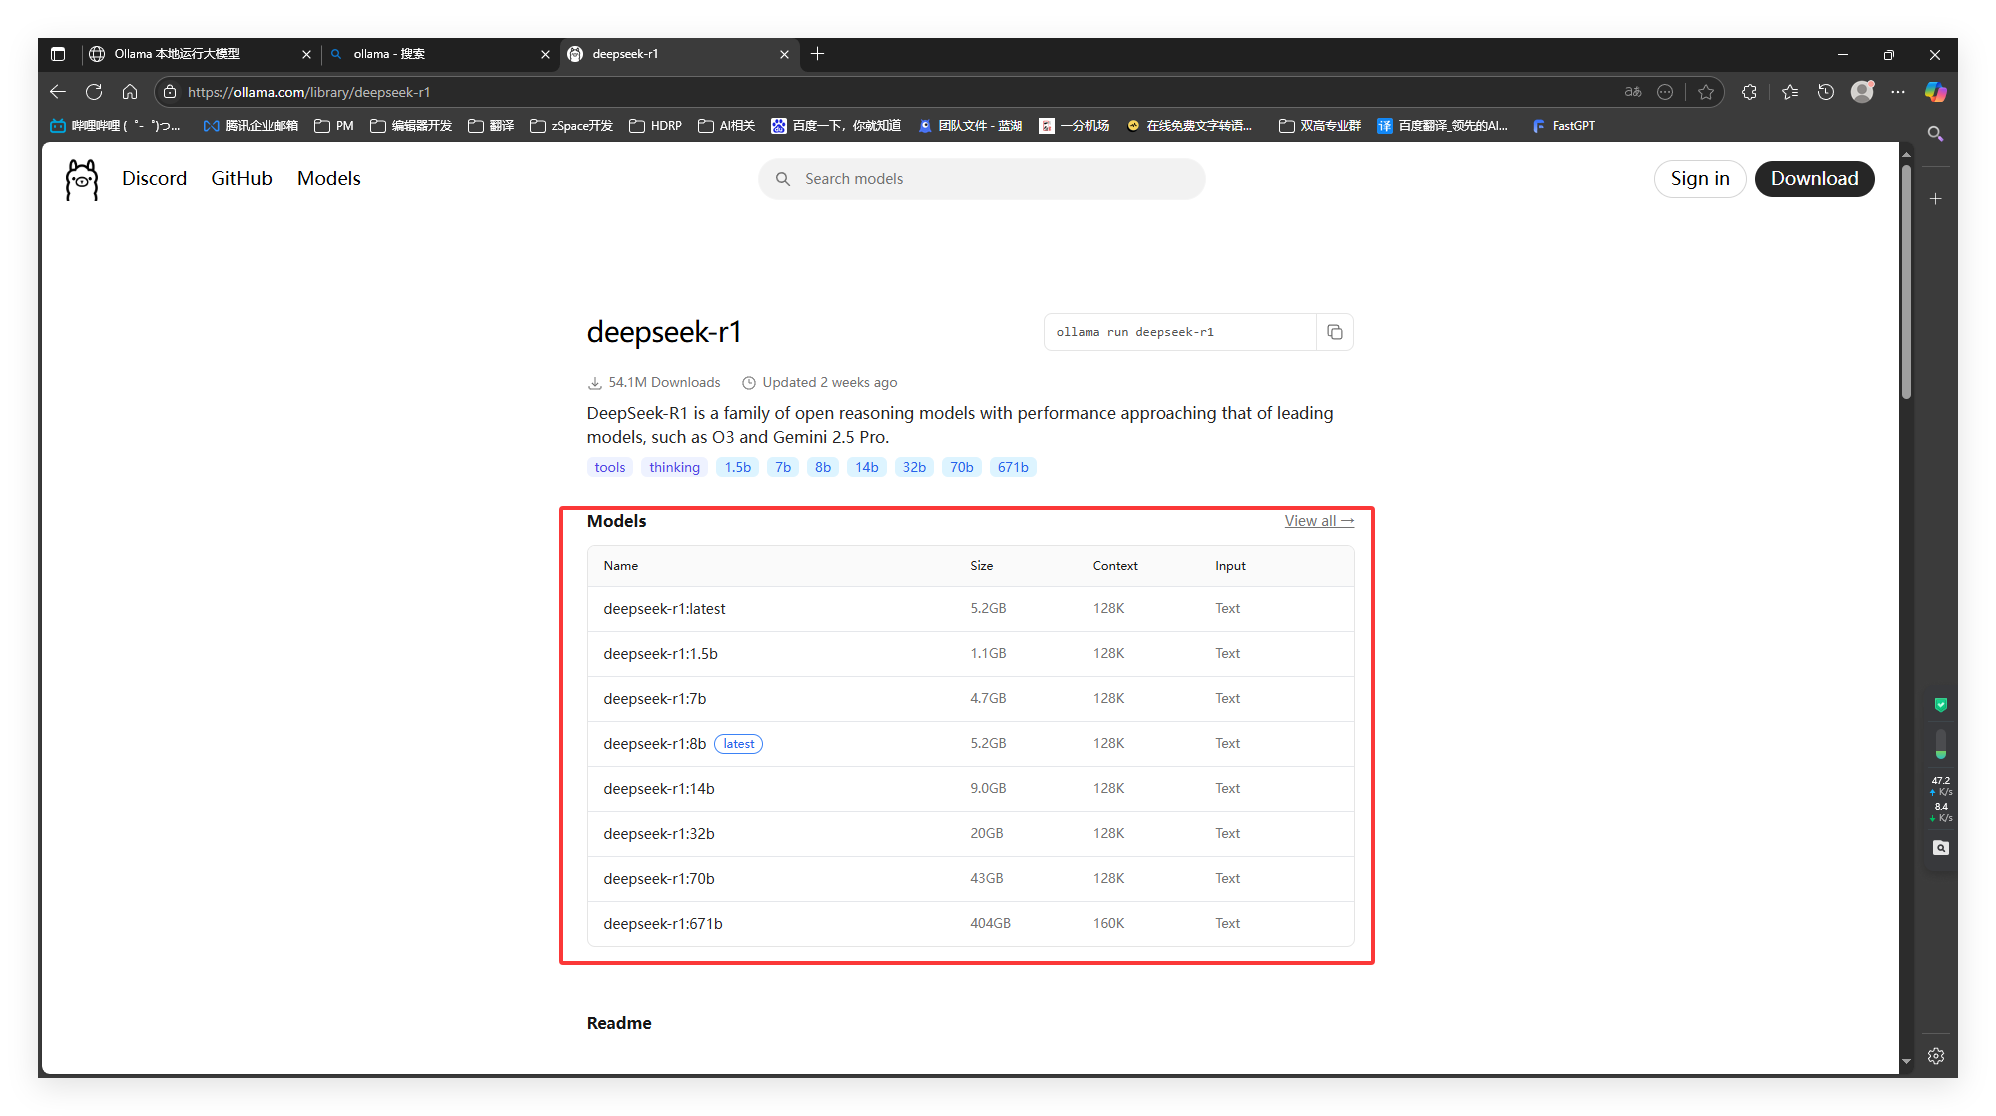 Ollama 本地运行大模型
ollama - 搜索
deepseek-r1
https://ollama.com/library/deepseek-r1
哔哩哔哩 ( ゜- ゜)つ...
腾讯企业邮箱
PM
编辑器开发
翻译
zSpace开发
HDRP
AI相关
百度一下，你就知道
团队文件 - 蓝湖
一分机场
在线免费文字转语...
双高专业群
百度翻译_领先的AI...
FastGPT
Discord
GitHub
Models
Search models
Sign in
Download
deepseek-r1
ollama run deepseek-r1
54.1M Downloads
Updated 2 weeks ago
DeepSeek-R1 is a family of open reasoning models with performance approaching that of leading
models, such as O3 and Gemini 2.5 Pro.
tools thinking 1.5b 7b 8b 14b 32b 70b 671b
Models
View all →
Name Size Context Input
deepseek-r1:latest 5.2GB 128K Text
deepseek-r1:1.5b 1.1GB 128K Text
deepseek-r1:7b 4.7GB 128K Text
deepseek-r1:8b latest 5.2GB 128K Text
deepseek-r1:14b 9.0GB 128K Text
deepseek-r1:32b 20GB 128K Text
deepseek-r1:70b 43GB 128K Text
deepseek-r1:671b 404GB 160K Text
Readme
47.2
K/s
8.4
K/s